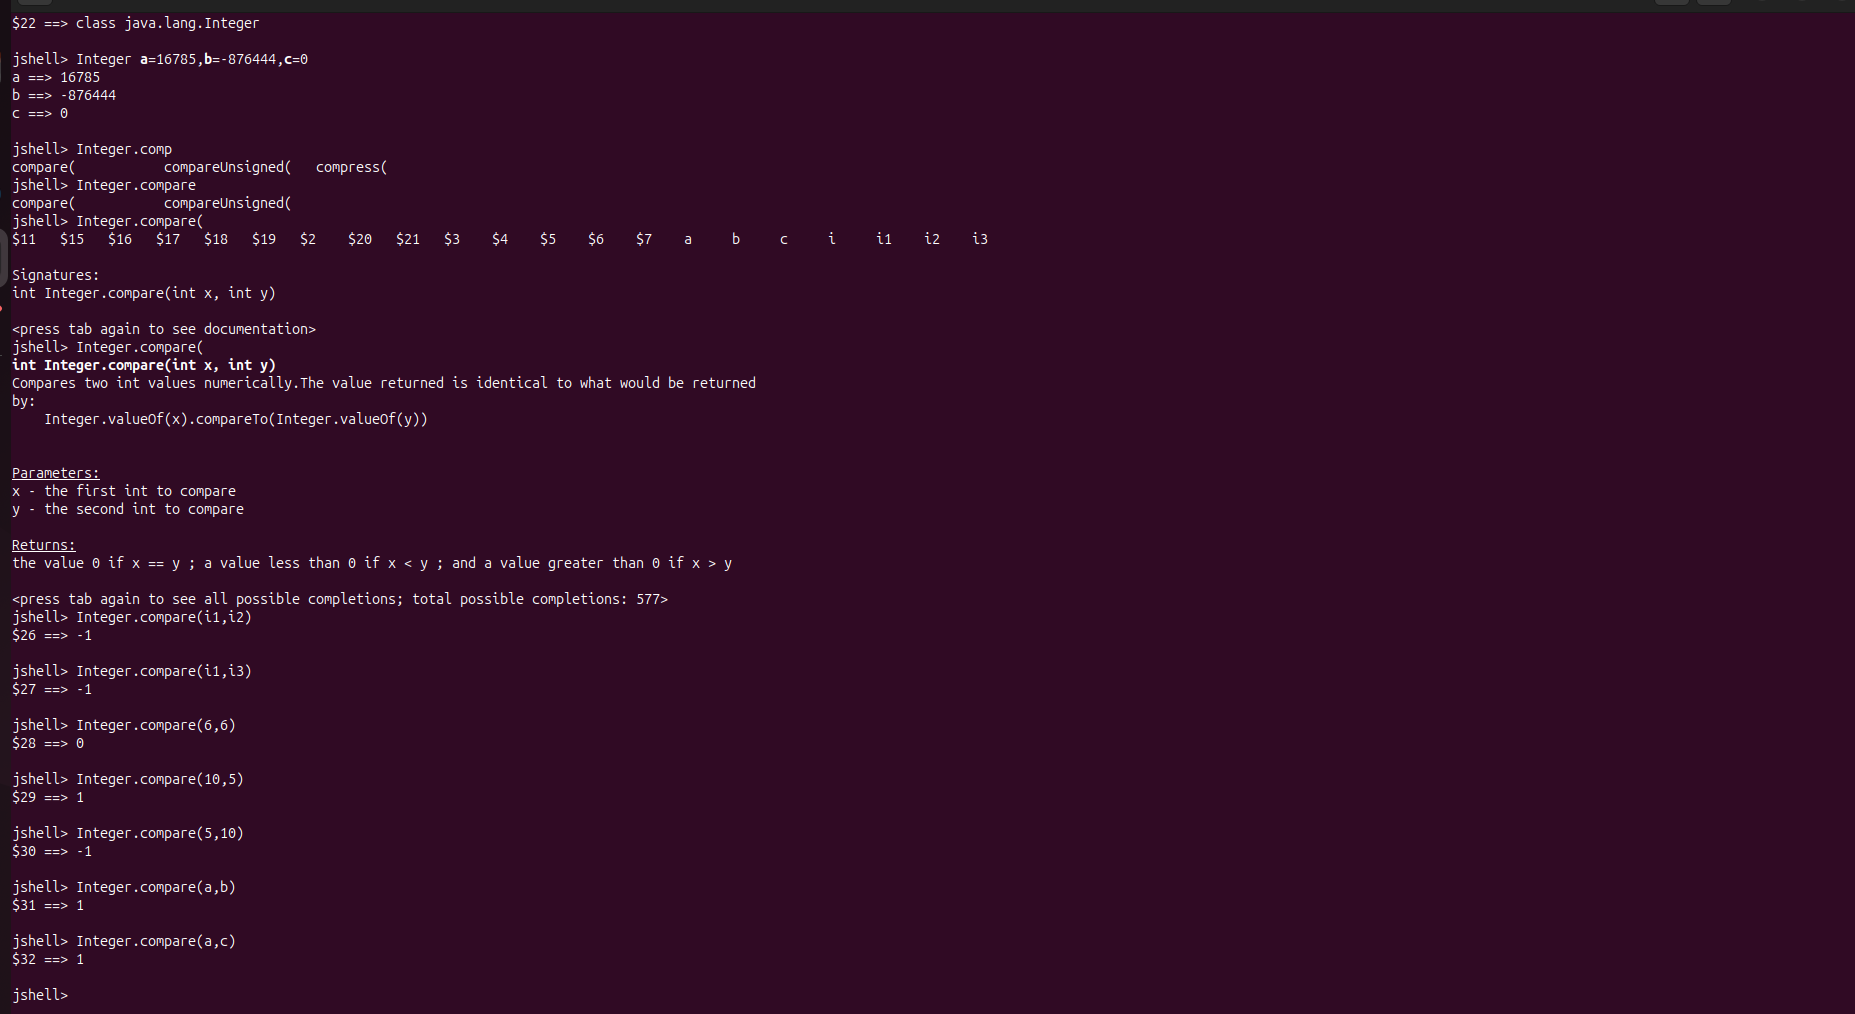 $22 ==> class java.lang.Integer
jshell> Integer a=16785,b=-876444,c=0
a ==> 16785
b ==> -876444
c ==> 0
jshell> Integer.comp
compare(           compareUnsigned(   compress(
jshell> Integer.compare
compare(           compareUnsigned(
jshell> Integer.compare(
$11   $15   $16   $17   $18   $19   $2    $20   $21   $3    $4    $5    $6    $7    a     b     c     i     i1    i2    i3
Signatures:
int Integer.compare(int x, int y)
<press tab again to see documentation>
jshell> Integer.compare(
int Integer.compare(int x, int y)
Compares two int values numerically.The value returned is identical to what would be returned
by:
    Integer.valueOf(x).compareTo(Integer.valueOf(y))
Parameters:
x - the first int to compare
y - the second int to compare
Returns:
the value 0 if x == y ; a value less than 0 if x < y ; and a value greater than 0 if x > y
<press tab again to see all possible completions; total possible completions: 577>
jshell> Integer.compare(i1,i2)
$26 ==> -1
jshell> Integer.compare(i1,i3)
$27 ==> -1
jshell> Integer.compare(6,6)
$28 ==> 0
jshell> Integer.compare(10,5)
$29 ==> 1
jshell> Integer.compare(5,10)
$30 ==> -1
jshell> Integer.compare(a,b)
$31 ==> 1
jshell> Integer.compare(a,c)
$32 ==> 1
jshell>